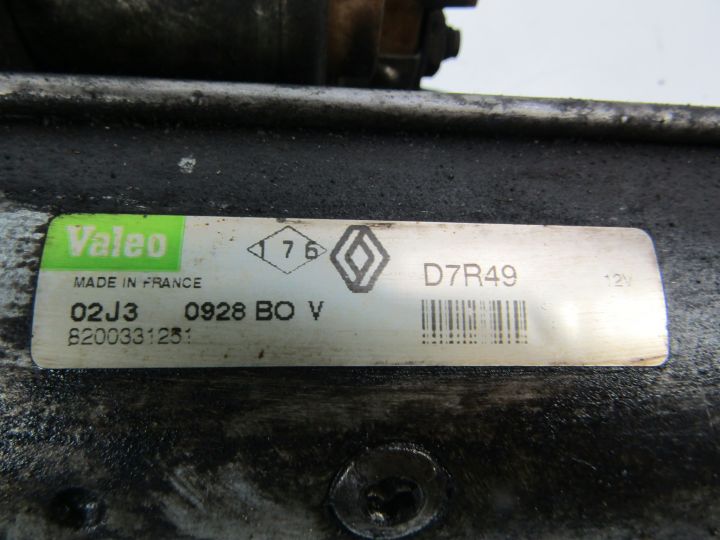 Valeo
176
D7R49
12V
MADE IN FRANCE
02J3 0928 BO V
8200331251